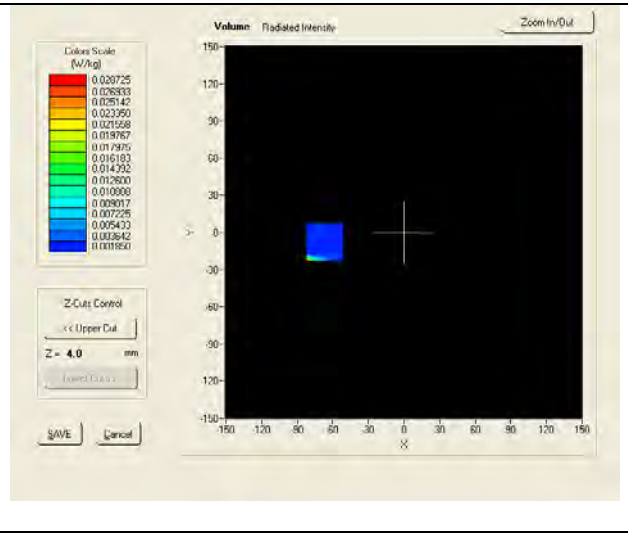 Volume Radiated Intensity
Zoom In/Out
Colors Scale
(W/kg)
0.028725
0.026933
0.025142
0.023350
0.021558
0.019767
0.017975
0.016183
0.014392
0.012600
0.010808
0.009017
0.007225
0.005433
0.003642
0.001850
150
120
90
60
30
0
-30
-60
-90
-120
-150
Y
-150 -120 -90 -60 -30 0 30 60 90 120 150
X
Z-Cuts Control
<< Upper Cut
Z = 4.0 mm
SAVE
Cancel